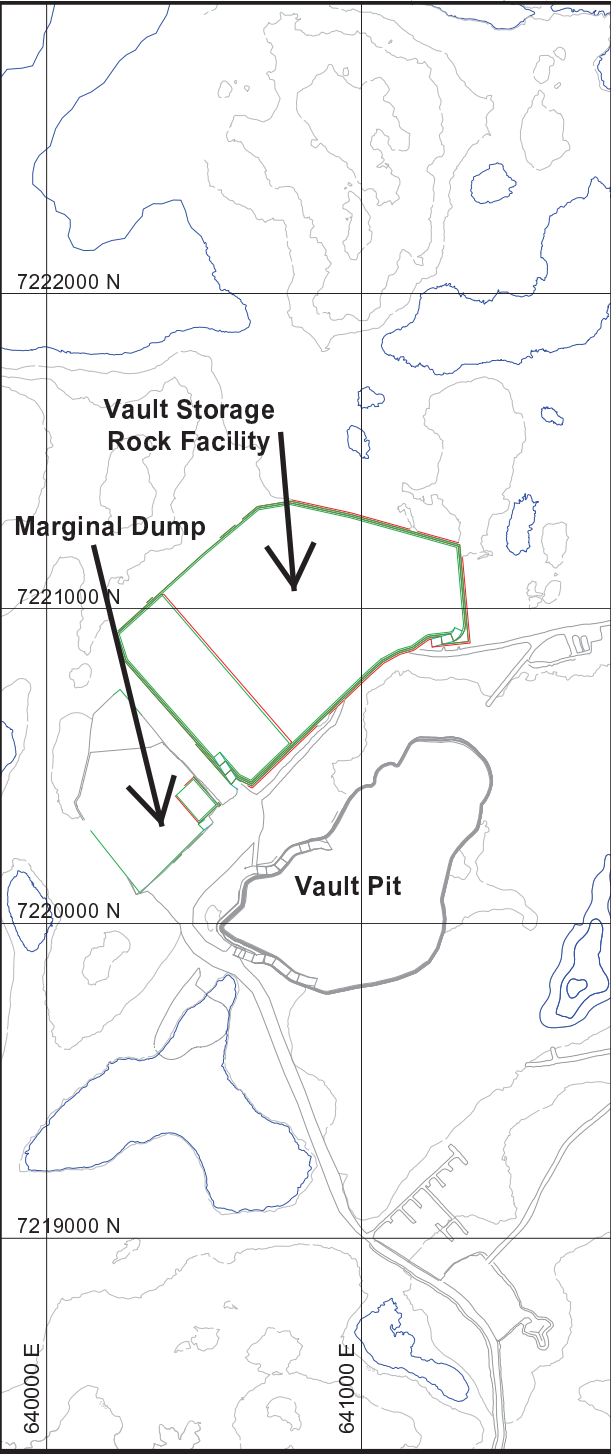 7222000 N
Vault Storage
Rock Facility
Marginal Dump
7221000 N
Vault Pit
7220000 N
7219000 N
640000 E
641000 E